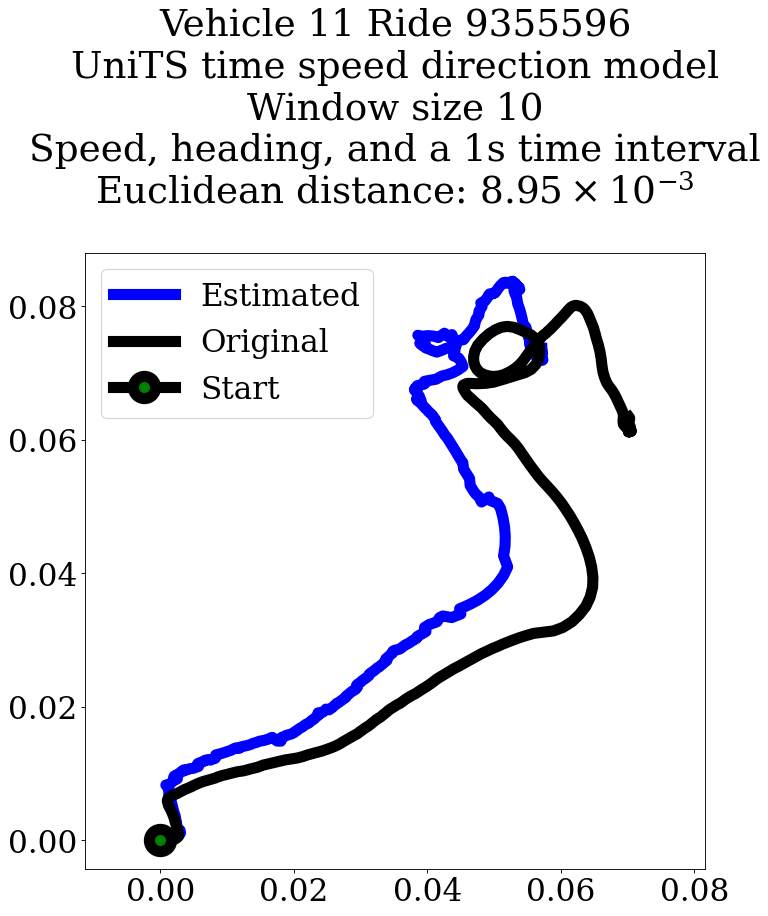 Vehicle 11 Ride 9355596
UniTS time speed direction model
Window size 10
Speed, heading, and a 1s time interval
Euclidean distance: 8.95 × 10⁻³
Estimated
Original
Start
0.08
0.06
0.04
0.02
0.00
0.00 0.02 0.04 0.06 0.08